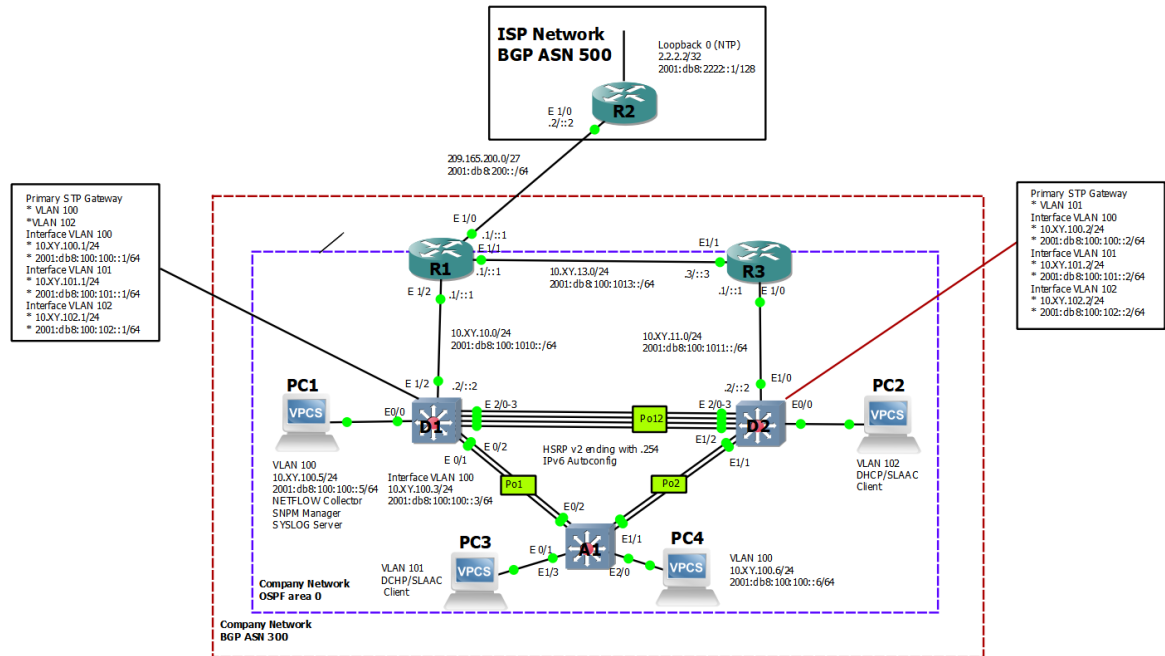 ISP Network
BGP ASN 500
Loopback 0 (NTP)
2.2.2.2/32
2001:db8:2222::1/128
R2
E 1/0
.2/::2
209.165.200.0/27
2001:db8:200::/64
Primary STP Gateway
* VLAN 100
*VLAN 102
Interface VLAN 100
* 10.XY.100.1/24
* 2001:db8:100:100::1/64
Interface VLAN 101
* 10.XY.101.1/24
* 2001:db8:100:101::1/64
Interface VLAN 102
* 10.XY.102.1/24
* 2001:db8:100:102::1/64
Primary STP Gateway
* VLAN 101
Interface VLAN 100
* 10.XY.100.2/24
* 2001:db8:100:100::2/64
Interface VLAN 101
* 10.XY.101.2/24
* 2001:db8:100:101::2/64
Interface VLAN 102
* 10.XY.102.2/24
* 2001:db8:100:102::2/64
E 1/0
.1/::1
E 1/1
R1
.1/::1
E 1/2
.1/::1
10.XY.13.0/24
2001:db8:100:1013::/64
E1/1
.3/::3
R3
.1/::1
E 1/0
10.XY.10.0/24
2001:db8:100:1010::/64
10.XY.11.0/24
2001:db8:100:1011::/64
E 1/2
.2/::2
E1/0
.2/::2
PC1
VPCS
E0/0
D1
E 2/0-3
Po12
E 2/0-3
D2
E0/0
PC2
VPCS
E 0/2
E 0/1
HSRP v2 ending with .254
IPv6 Autoconfig
E1/2
E1/1
VLAN 100
10.XY.100.5/24
2001:db8:100:100::5/64
NETFLOW Collector
SNPM Manager
SYSLOG Server
Interface VLAN 100
10.XY.100.3/24
2001:db8:100:100::3/64
VLAN 102
DHCP/SLAAC
Client
Po1
Po2
E0/2
E1/1
A1
E 0/1
E1/3
E2/0
PC3
VPCS
PC4
VPCS
VLAN 101
DCHP/SLAAC
Client
VLAN 100
10.XY.100.6/24
2001:db8:100:100::6/64
Company Network
OSPF area 0
Company Network
BGP ASN 300